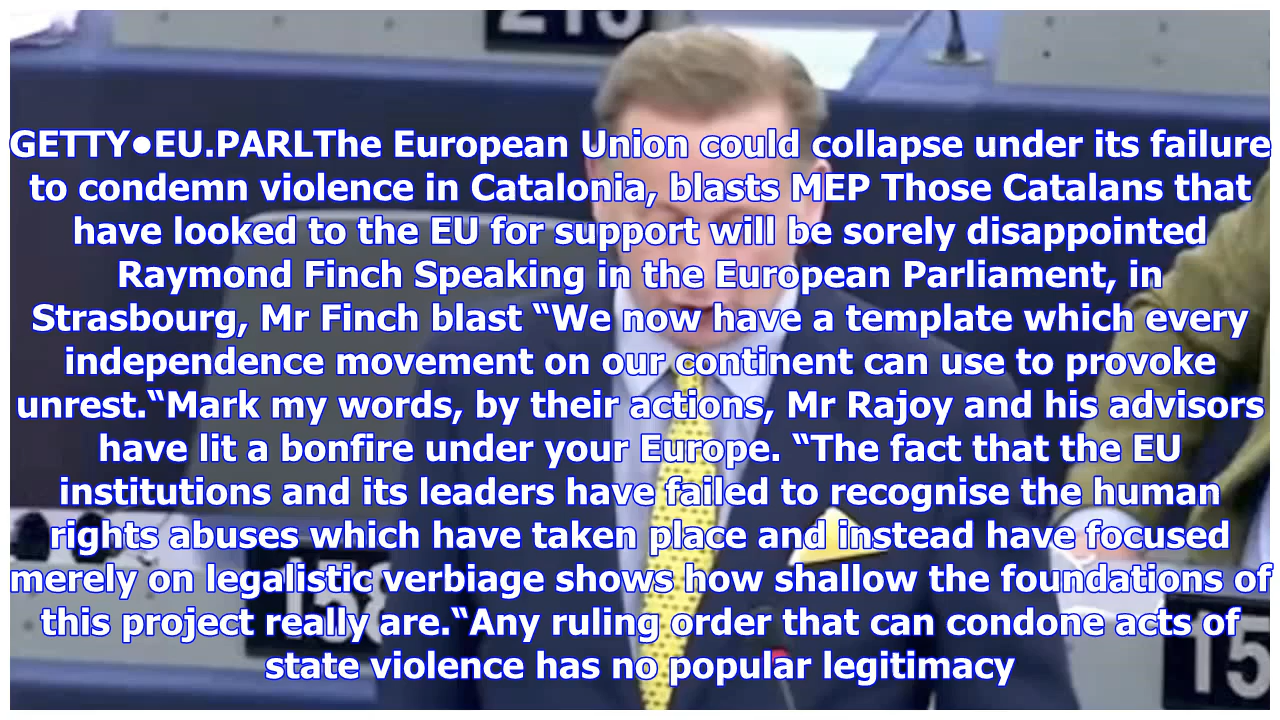 213
GETTY•EU.PARLThe European Union could collapse under its failure
to condemn violence in Catalonia, blasts MEP Those Catalans that
have looked to the EU for support will be sorely disappointed
Raymond Finch Speaking in the European Parliament, in
Strasbourg, Mr Finch blast “We now have a template which every
independence movement on our continent can use to provoke
unrest.“Mark my words, by their actions, Mr Rajoy and his advisors
have lit a bonfire under your Europe. “The fact that the EU
institutions and its leaders have failed to recognise the human
rights abuses which have taken place and instead have focused
merely on legalistic verbiage shows how shallow the foundations of
this project really are.“Any ruling order that can condone acts of
state violence has no popular legitimacy
15